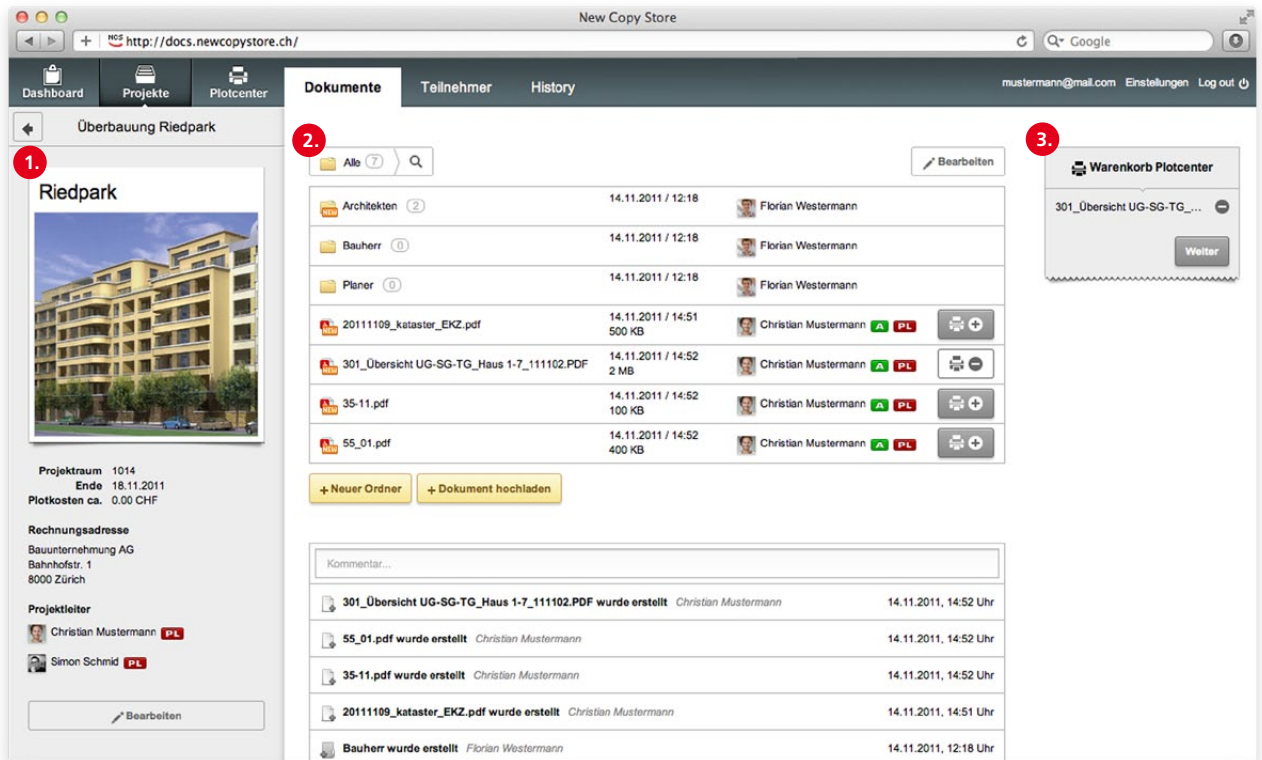 New Copy Store
NCS http://docs.newcopystore.ch/
Google
Dashboard
Projekte
Plotcenter
Dokumente
Teilnehmer
History
mustermann@mail.com Einstellungen Log out
Überbauung Riedpark
1.
Riedpark
Projektraum 1014
Ende 18.11.2011
Plotkosten ca. 0.00 CHF
Rechnungsadresse
Bauunternehmung AG
Bahnhofstr. 1
8000 Zürich
Projektleiter
Christian Mustermann PL
Simon Schmid PL
Bearbeiten
2.
Alle 7
Bearbeiten
NEW Architekten 2 14.11.2011 / 12:18 Florian Westermann
Bauherr 0 14.11.2011 / 12:18 Florian Westermann
Planer 0 14.11.2011 / 12:18 Florian Westermann
NEW 20111109_kataster_EKZ.pdf 14.11.2011 / 14:51 Christian Mustermann A PL
500 KB
NEW 301_Übersicht UG-SG-TG_Haus 1-7_111102.PDF 14.11.2011 / 14:52 Christian Mustermann A PL
2 MB
NEW 35-11.pdf 14.11.2011 / 14:52 Christian Mustermann A PL
100 KB
NEW 55_01.pdf 14.11.2011 / 14:52 Christian Mustermann A PL
400 KB
+ Neuer Ordner
+ Dokument hochladen
Kommentar...
301_Übersicht UG-SG-TG_Haus 1-7_111102.PDF wurde erstellt Christian Mustermann 14.11.2011, 14:52 Uhr
55_01.pdf wurde erstellt Christian Mustermann 14.11.2011, 14:52 Uhr
35-11.pdf wurde erstellt Christian Mustermann 14.11.2011, 14:52 Uhr
20111109_kataster_EKZ.pdf wurde erstellt Christian Mustermann 14.11.2011, 14:51 Uhr
Bauherr wurde erstellt Florian Westermann 14.11.2011, 12:18 Uhr
3.
Warenkorb Plotcenter
301_Übersicht UG-SG-TG_...
Weiter